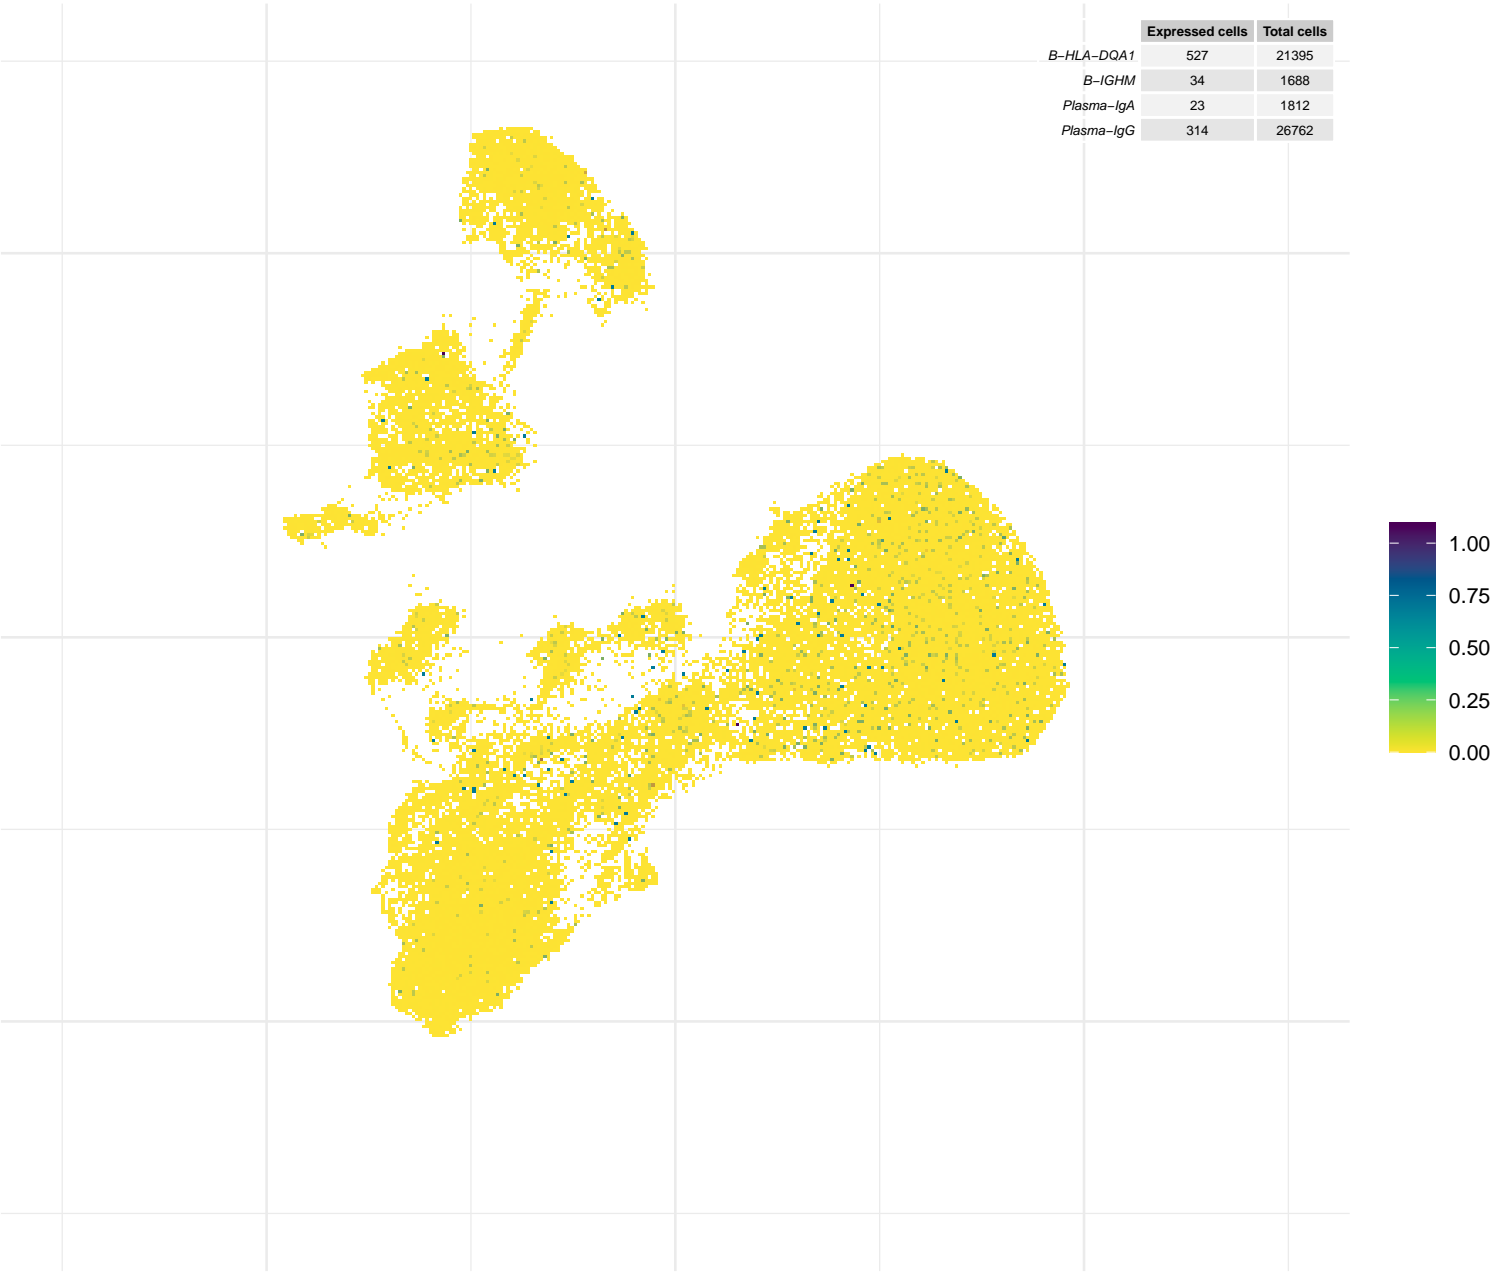 Expressed cells Total cells
B−HLA−DQA1 527 21395
B−IGHM 34 1688
Plasma−IgA 23 1812
Plasma−IgG 314 26762
1.00
0.75
0.50
0.25
0.00